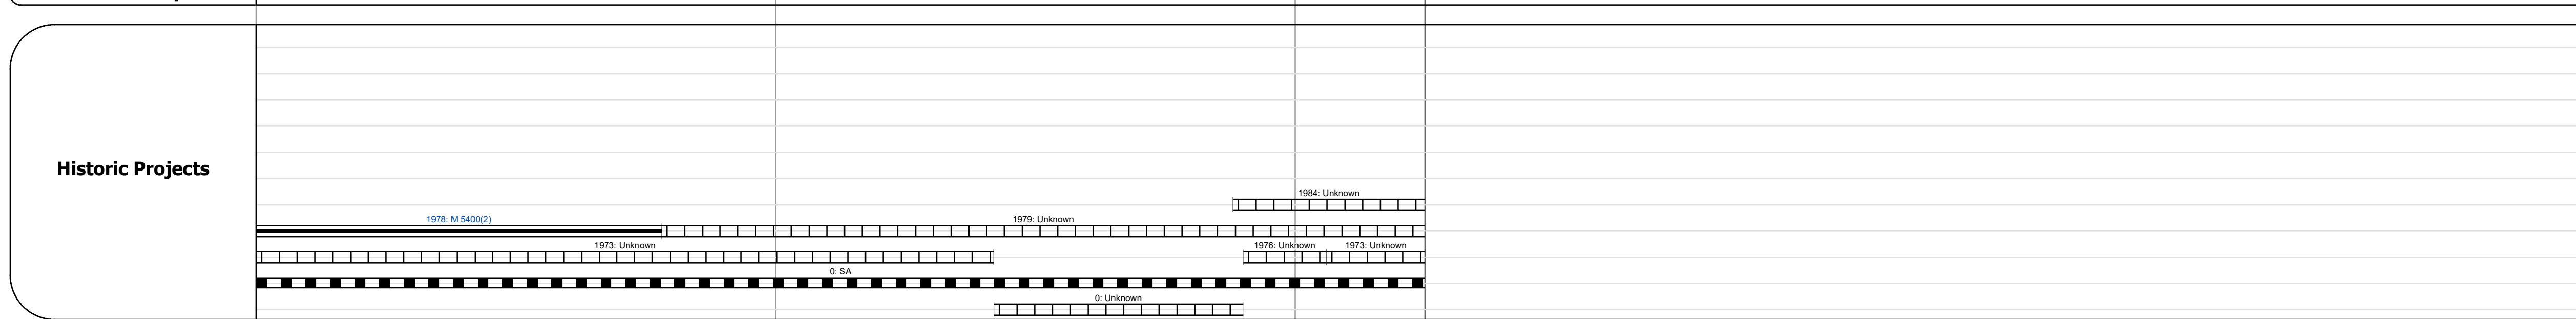 Historic Projects
1984: Unknown
1978: M 5400(2)
1979: Unknown
1973: Unknown
1976: Unknown
1973: Unknown
0: SA
0: Unknown